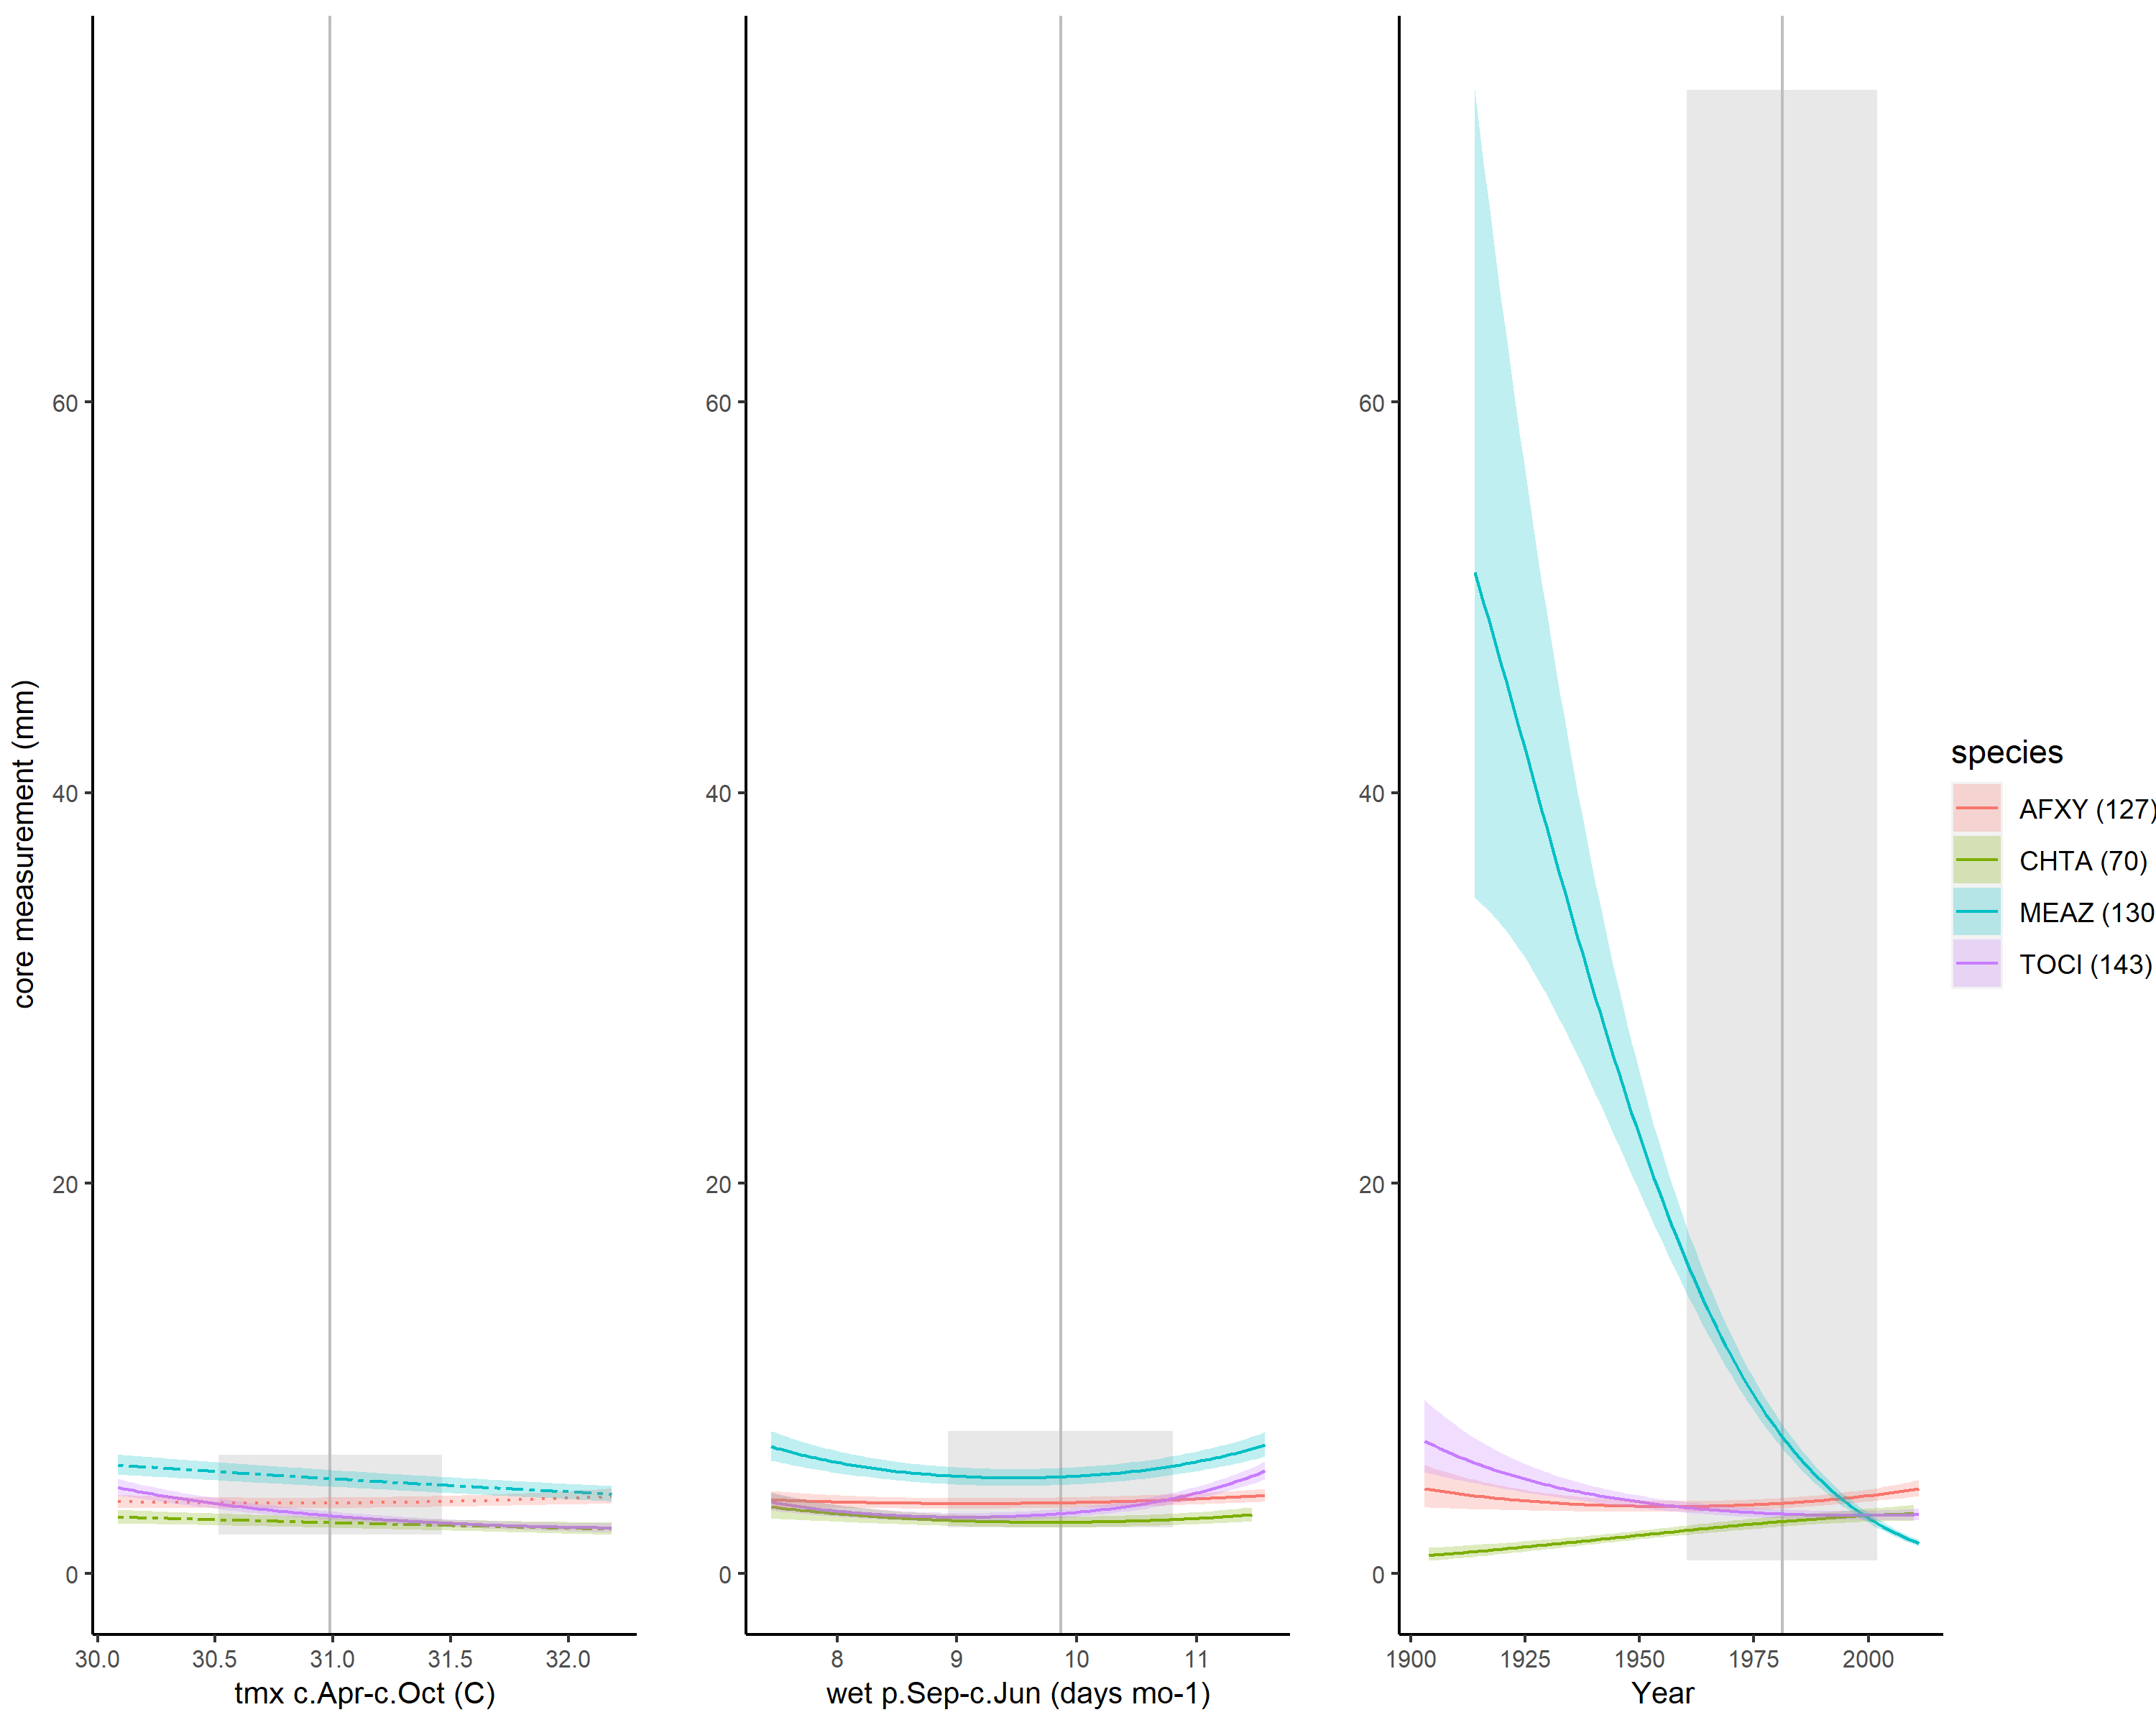 core measurement (mm)
60
40
20
0
30.0 30.5 31.0 31.5 32.0
tmx c.Apr-c.Oct (C)
60
40
20
0
8 9 10 11
wet p.Sep-c.Jun (days mo-1)
60
40
20
0
1900 1925 1950 1975 2000
Year
species
AFXY (127)
CHTA (70)
MEAZ (130
TOCI (143)